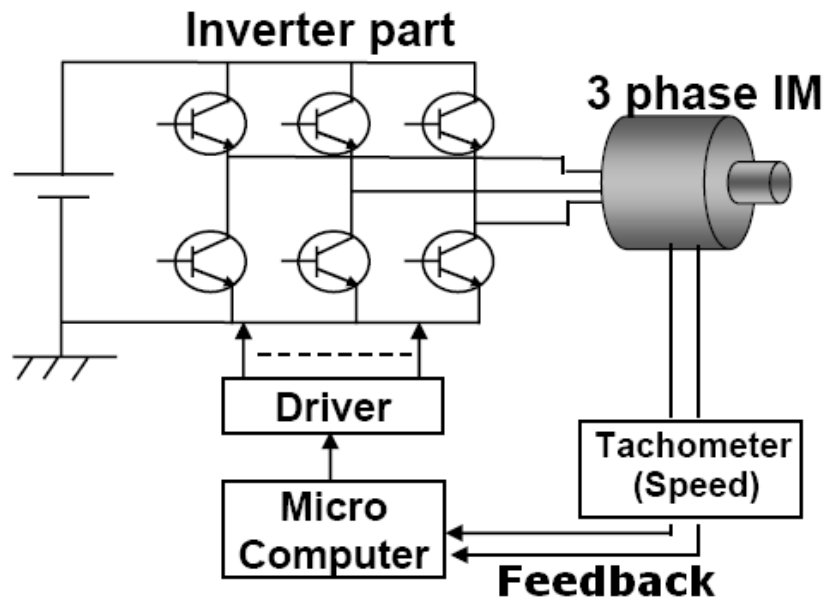 Inverter part
3 phase IM
Driver
Tachometer
(Speed)
Micro
Computer
Feedback